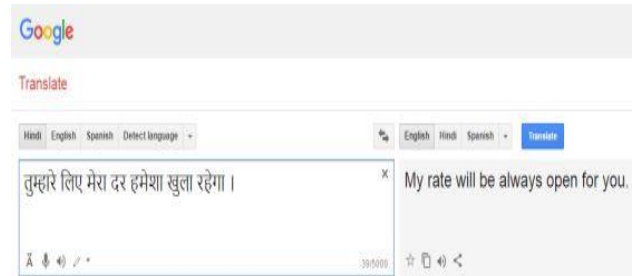 Google
Translate
Hindi English Spanish Detect language English Hindi Spanish Translate
तुम्हारे लिए मेरा दर हमेशा खुला रहेगा । x My rate will be always open for you.
Ä 39/5000